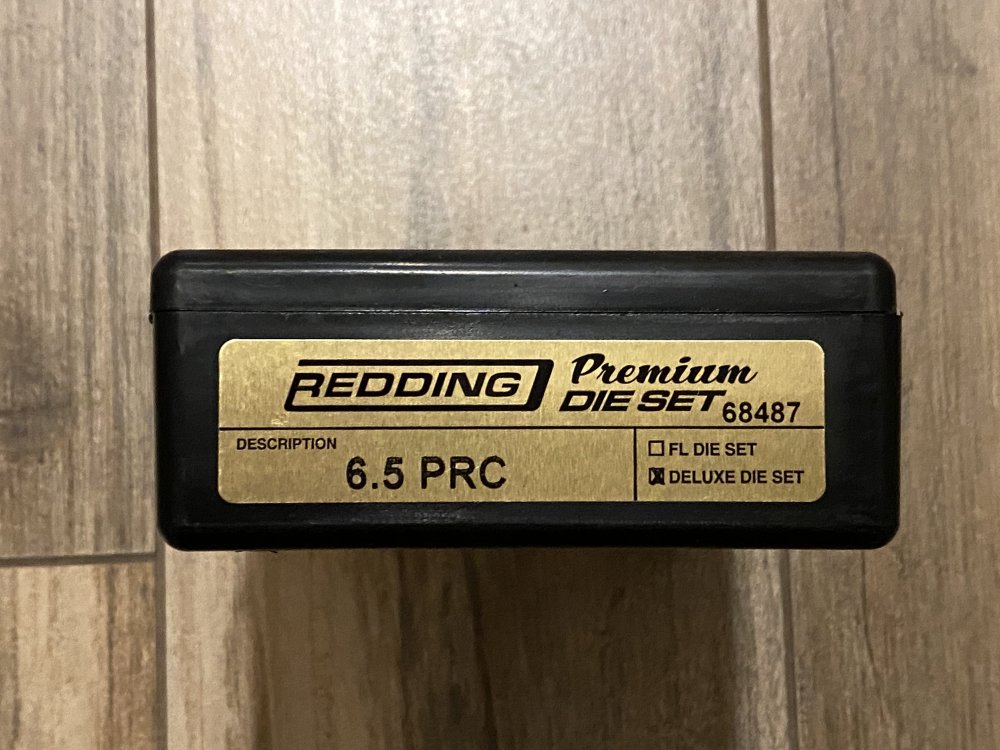 REDDING Premium
DIE SET 68487
DESCRIPTION
6.5 PRC
FL DIE SET
DELUXE DIE SET